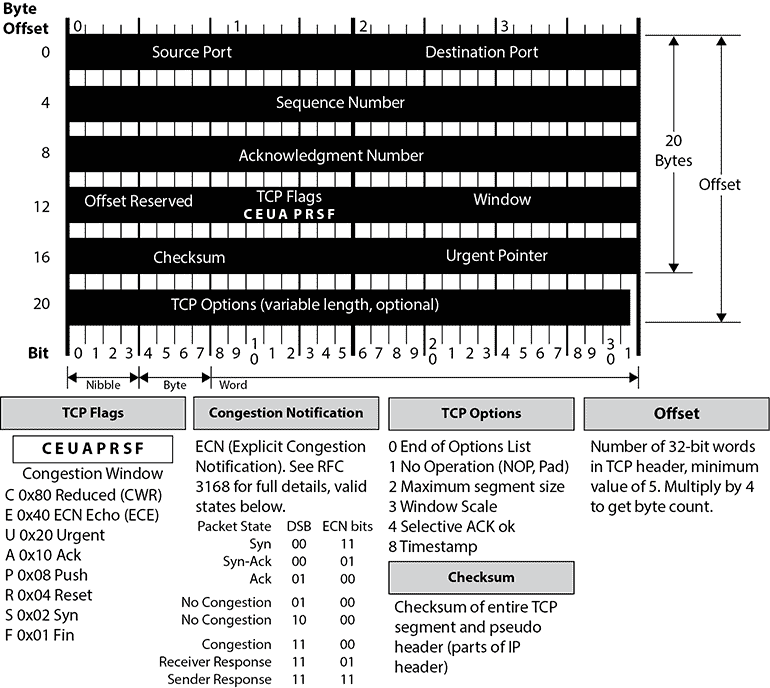 Byte
Offset
0 1 2 3
0 Source Port Destination Port
4 Sequence Number
8 Acknowledgment Number
20
Bytes
Offset
12 Offset Reserved TCP Flags Window
C E U A P R S F
16 Checksum Urgent Pointer
20 TCP Options (variable length, optional)
Bit 0 1 2 3 4 5 6 7 8 9 10 1 2 3 4 5 6 7 8 9 20 1 2 3 4 5 6 7 8 9 30 1
Nibble Byte Word
TCP Flags
C E U A P R S F
Congestion Window
C 0x80 Reduced (CWR)
E 0x40 ECN Echo (ECE)
U 0x20 Urgent
A 0x10 Ack
P 0x08 Push
R 0x04 Reset
S 0x02 Syn
F 0x01 Fin
Congestion Notification
ECN (Explicit Congestion
Notification). See RFC
3168 for full details, valid
states below.
Packet State DSB ECN bits
Syn 00 11
Syn-Ack 00 01
Ack 01 00
No Congestion 01 00
No Congestion 10 00
Congestion 11 00
Receiver Response 11 01
Sender Response 11 11
TCP Options
0 End of Options List
1 No Operation (NOP, Pad)
2 Maximum segment size
3 Window Scale
4 Selective ACK ok
8 Timestamp
Checksum
Checksum of entire TCP
segment and pseudo
header (parts of IP
header)
Offset
Number of 32-bit words
in TCP header, minimum
value of 5. Multiply by 4
to get byte count.